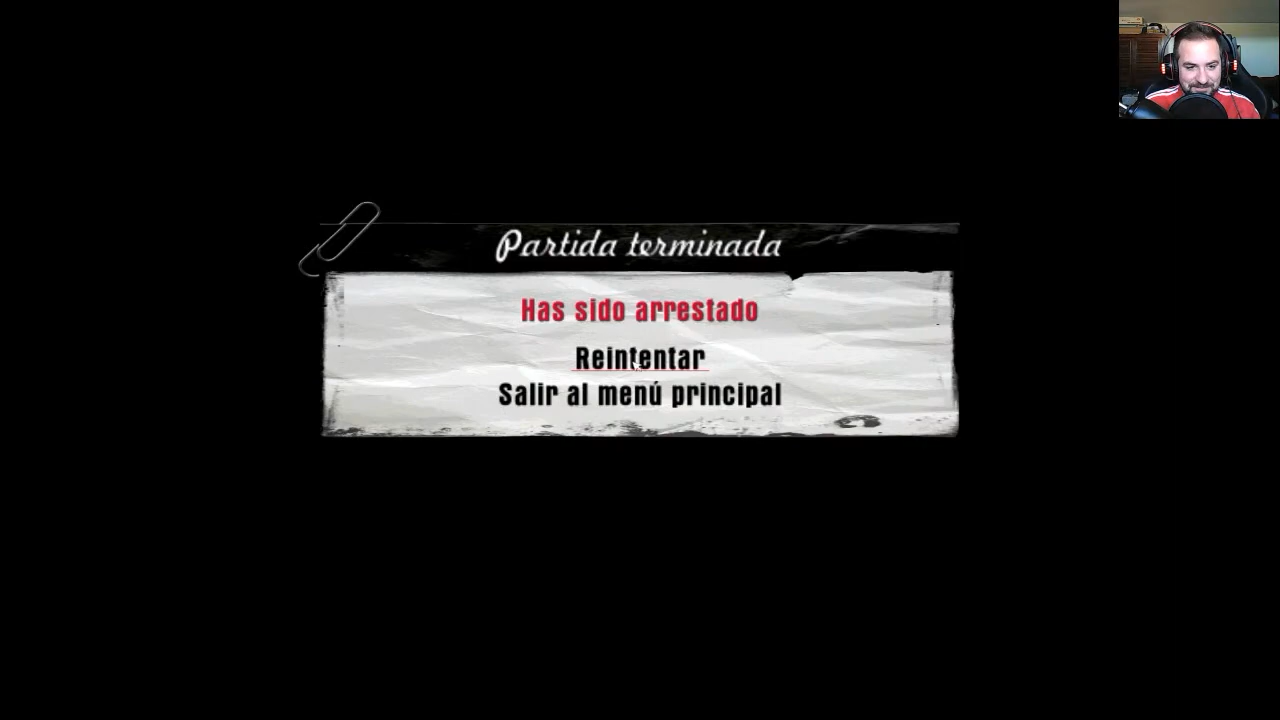 Partida terminada
Has sido arrestado
Reintentar
Salir al menú principal